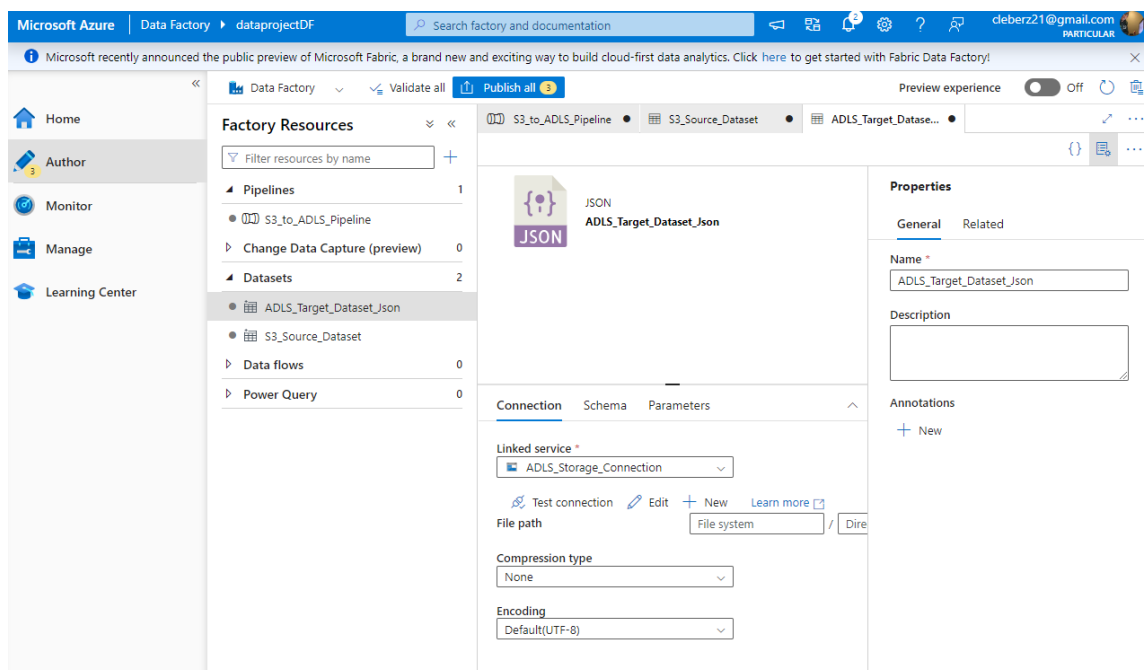 Microsoft Azure Data Factory dataprojectDF Search factory and documentation 2 cleberz21@gmail.com
PARTICULAR
Microsoft recently announced the public preview of Microsoft Fabric, a brand new and exciting way to build cloud-first data analytics. Click here to get started with Fabric Data Factory!
Data Factory Validate all Publish all 3 Preview experience Off
Home
Author
3
Monitor
Manage
Learning Center
Factory Resources
Filter resources by name
Pipelines 1
S3_to_ADLS_Pipeline
Change Data Capture (preview) 0
Datasets 2
ADLS_Target_Dataset_Json
S3_Source_Dataset
Data flows 0
Power Query 0
S3_to_ADLS_Pipeline S3_Source_Dataset ADLS_Target_Datase...
JSON
JSON
ADLS_Target_Dataset_Json
Connection Schema Parameters
Linked service *
ADLS_Storage_Connection
Test connection Edit New Learn more
File path File system / Dire
Compression type
None
Encoding
Default(UTF-8)
Properties
General Related
Name *
ADLS_Target_Dataset_Json
Description
Annotations
New